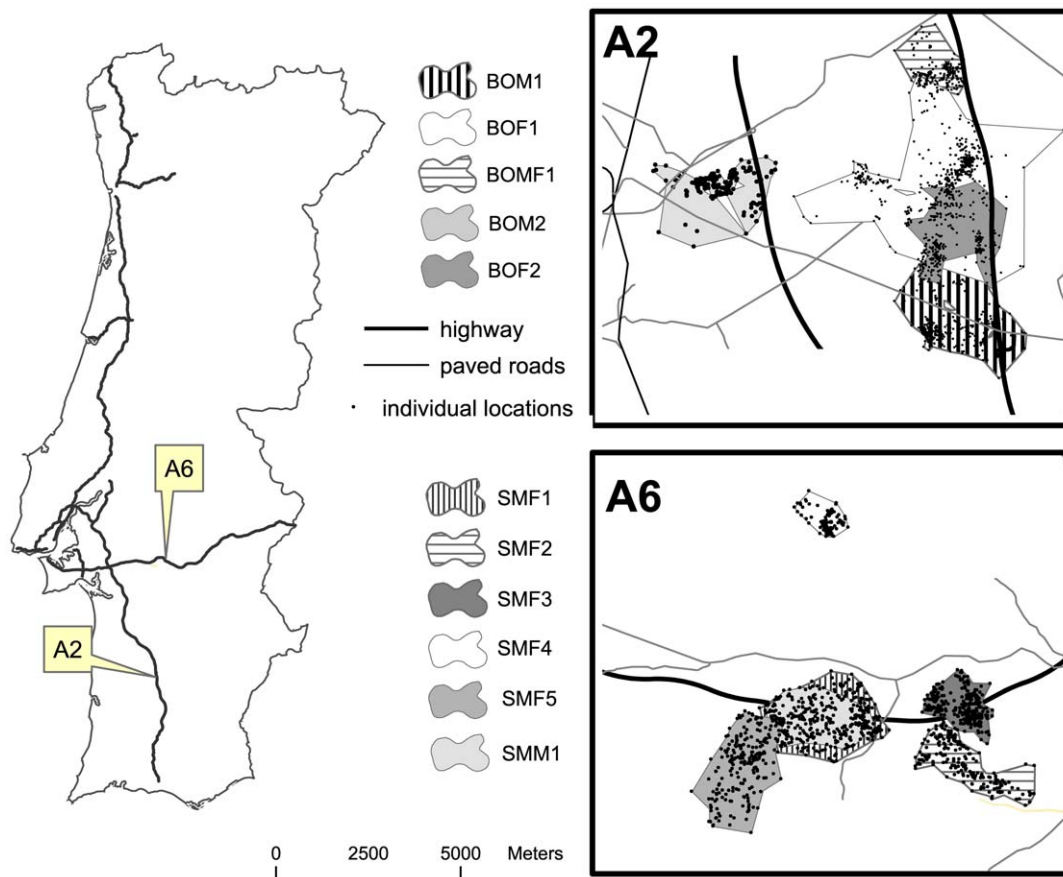 A2
BOM1
BOF1
BOMF1
BOM2
BOF2
highway
paved roads
individual locations
A6
A2
A6
SMF1
SMF2
SMF3
SMF4
SMF5
SMM1
0 2500 5000 Meters